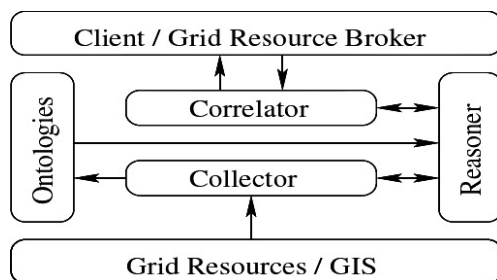 Client / Grid Resource Broker
Correlator
Ontologies
Reasoner
Collector
Grid Resources / GIS